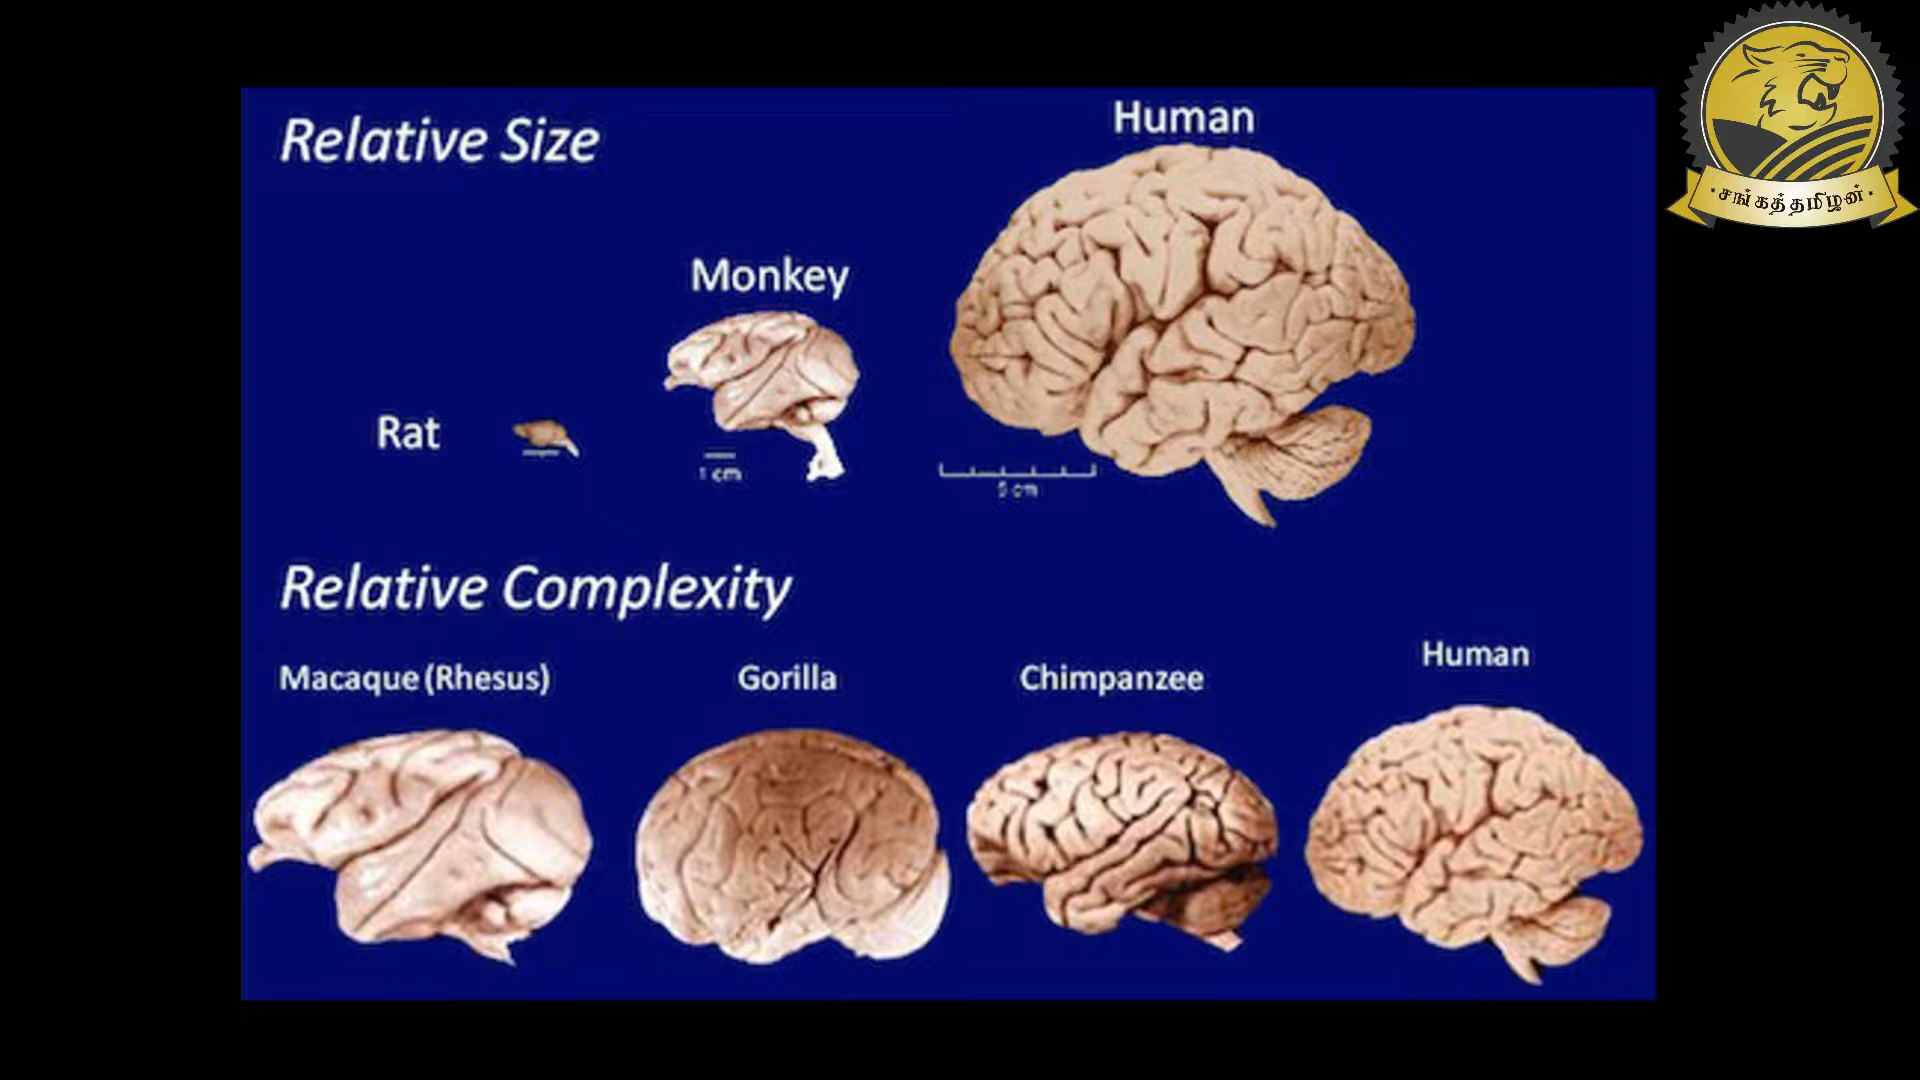 Relative Size
Human
Monkey
Rat
1 cm
5 cm
Relative Complexity
Macaque (Rhesus)
Gorilla
Chimpanzee
Human
சங்கத்தமிழன்